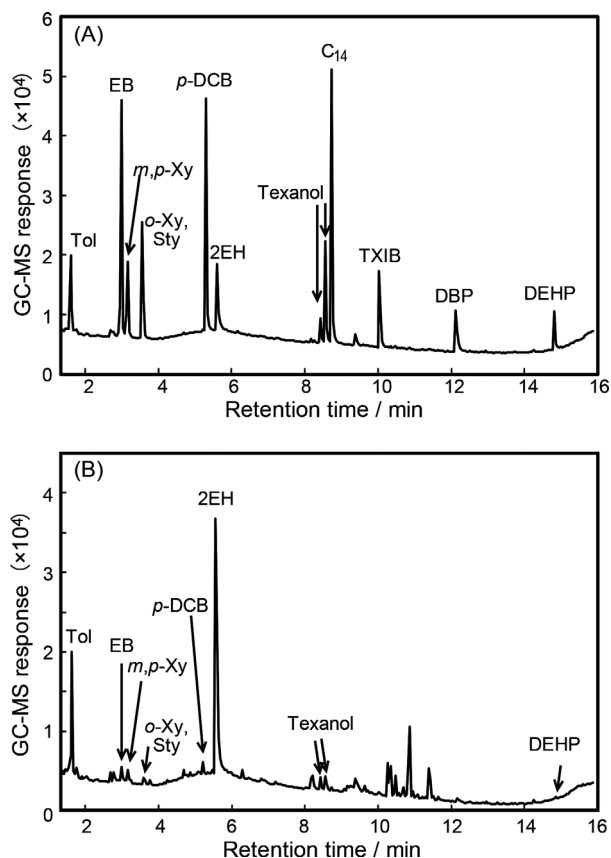 (A)
GC-MS response (×10⁴)
6
5
4
3
2
1
0
Tol
EB
m,p-Xy
o-Xy,
Sty
p-DCB
2EH
Texanol
C₁₄
TXIB
DBP
DEHP
2 4 6 8 10 12 14 16
Retention time / min
(B)
GC-MS response (×10⁴)
4
3
2
1
0
Tol
EB
m,p-Xy
o-Xy,
Sty
p-DCB
2EH
Texanol
DEHP
2 4 6 8 10 12 14 16
Retention time / min